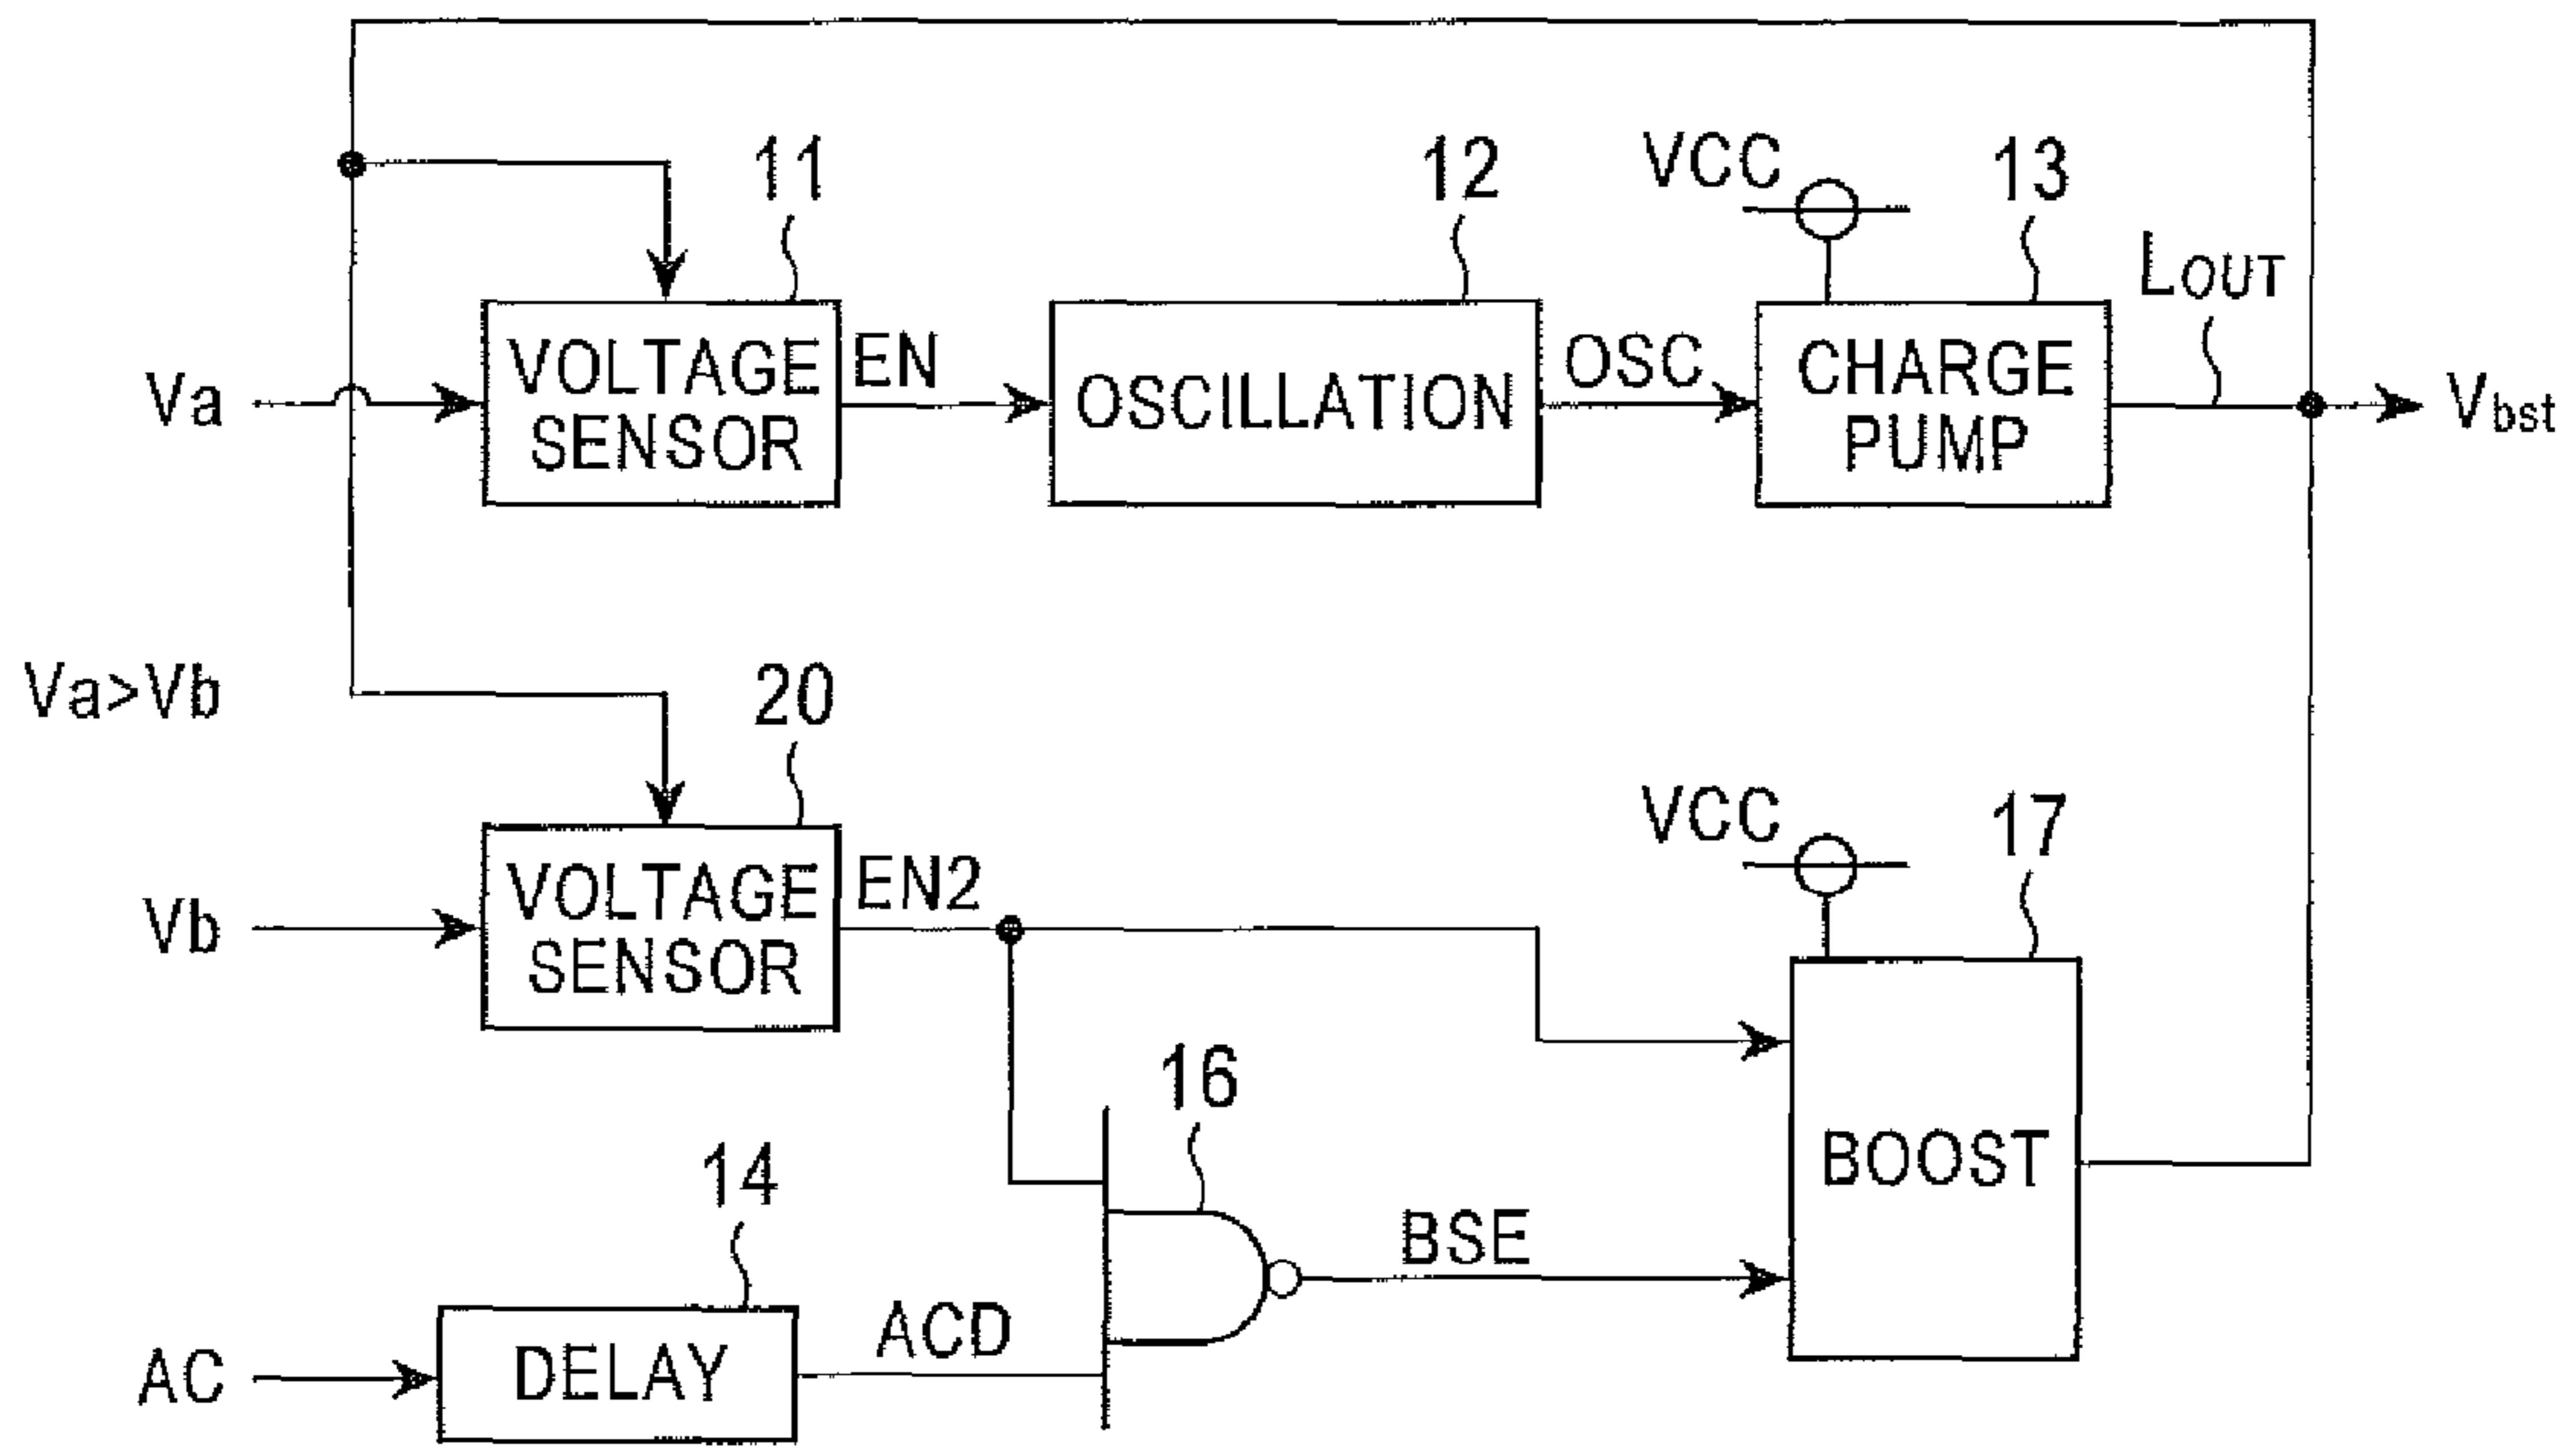 11
12
VCC
13
LOUT
Va
VOLTAGE
SENSOR
EN
OSCILLATION
OSC
CHARGE
PUMP
Vbst
Va>Vb
20
VCC
17
Vb
VOLTAGE
SENSOR
EN2
16
BOOST
14
BSE
ACD
AC
DELAY